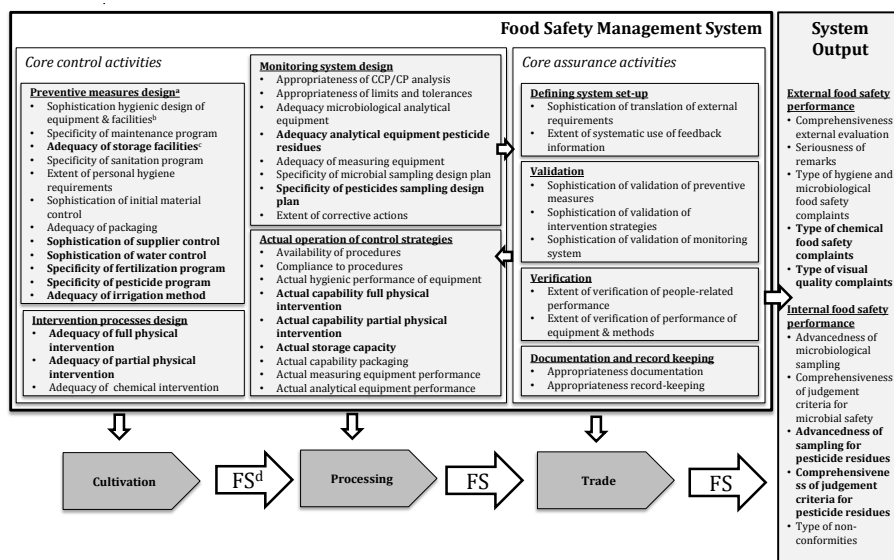 Food Safety Management System
Core control activities
Preventive measures designᵃ
• Sophistication hygienic design of
equipment & facilitiesᵇ
• Specificity of maintenance program
• Adequacy of storage facilitiesᶜ
• Specificity of sanitation program
• Extent of personal hygiene
requirements
• Sophistication of initial material
control
• Adequacy of packaging
• Sophistication of supplier control
• Sophistication of water control
• Specificity of fertilization program
• Specificity of pesticide program
• Adequacy of irrigation method
Intervention processes design
• Adequacy of full physical
intervention
• Adequacy of partial physical
intervention
• Adequacy of chemical intervention
Monitoring system design
• Appropriateness of CCP/CP analysis
• Appropriateness of limits and tolerances
• Adequacy microbiological analytical
equipment
• Adequacy analytical equipment pesticide
residues
• Adequacy of measuring equipment
• Specificity of microbial sampling design plan
• Specificity of pesticides sampling design
plan
• Extent of corrective actions
Actual operation of control strategies
• Availability of procedures
• Compliance to procedures
• Actual hygienic performance of equipment
• Actual capability full physical
intervention
• Actual capability partial physical
intervention
• Actual storage capacity
• Actual capability packaging
• Actual measuring equipment performance
• Actual analytical equipment performance
Core assurance activities
Defining system set-up
• Sophistication of translation of external
requirements
• Extent of systematic use of feedback
information
Validation
• Sophistication of validation of preventive
measures
• Sophistication of validation of
intervention strategies
• Sophistication of validation of monitoring
system
Verification
• Extent of verification of people-related
performance
• Extent of verification of performance of
equipment & methods
Documentation and record keeping
• Appropriateness documentation
• Appropriateness record-keeping
System
Output
External food safety
performance
• Comprehensiveness
external evaluation
• Seriousness of
remarks
• Type of hygiene and
microbiological
food safety
complaints
• Type of chemical
food safety
complaints
• Type of visual
quality complaints
Internal food safety
performance
• Advancedness of
microbiological
sampling
• Comprehensiveness
of judgement
criteria for
microbial safety
• Advancedness of
sampling for
pesticide residues
• Comprehensivene
ss of judgement
criteria for
pesticide residues
• Type of non-
conformities
Cultivation
FSᵈ
Processing
FS
Trade
FS